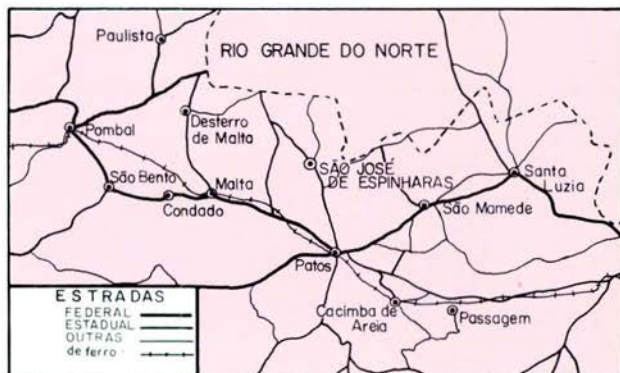 Paulista
RIO GRANDE DO NORTE
Pombal
Desterro
de Malta
SÃO JOSÉ
DE ESPINHARAS
Santa
Luzia
São Bento
Malta
Condado
São Mamede
Patos
Cacimba de
Areia
Passagem
ESTRADAS
FEDERAL
ESTADUAL
OUTRAS
de ferro